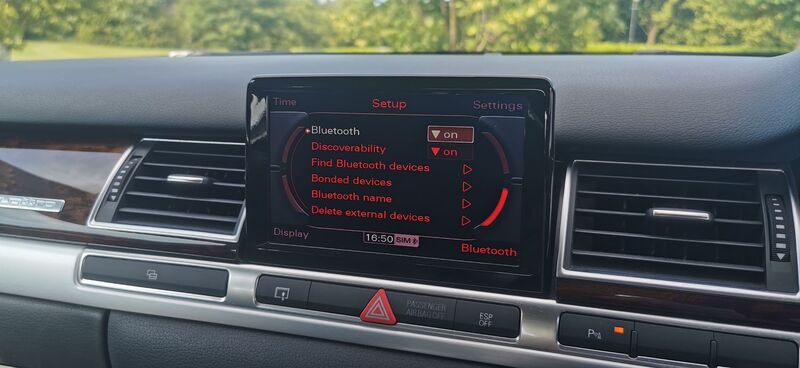 Time Setup Settings
Bluetooth on
Discoverability on
Find Bluetooth devices
Bonded devices
Bluetooth name
Delete external devices
Display 16:50 SIM Bluetooth
PASSENGER
AIRBAG OFF
ESP
OFF
P